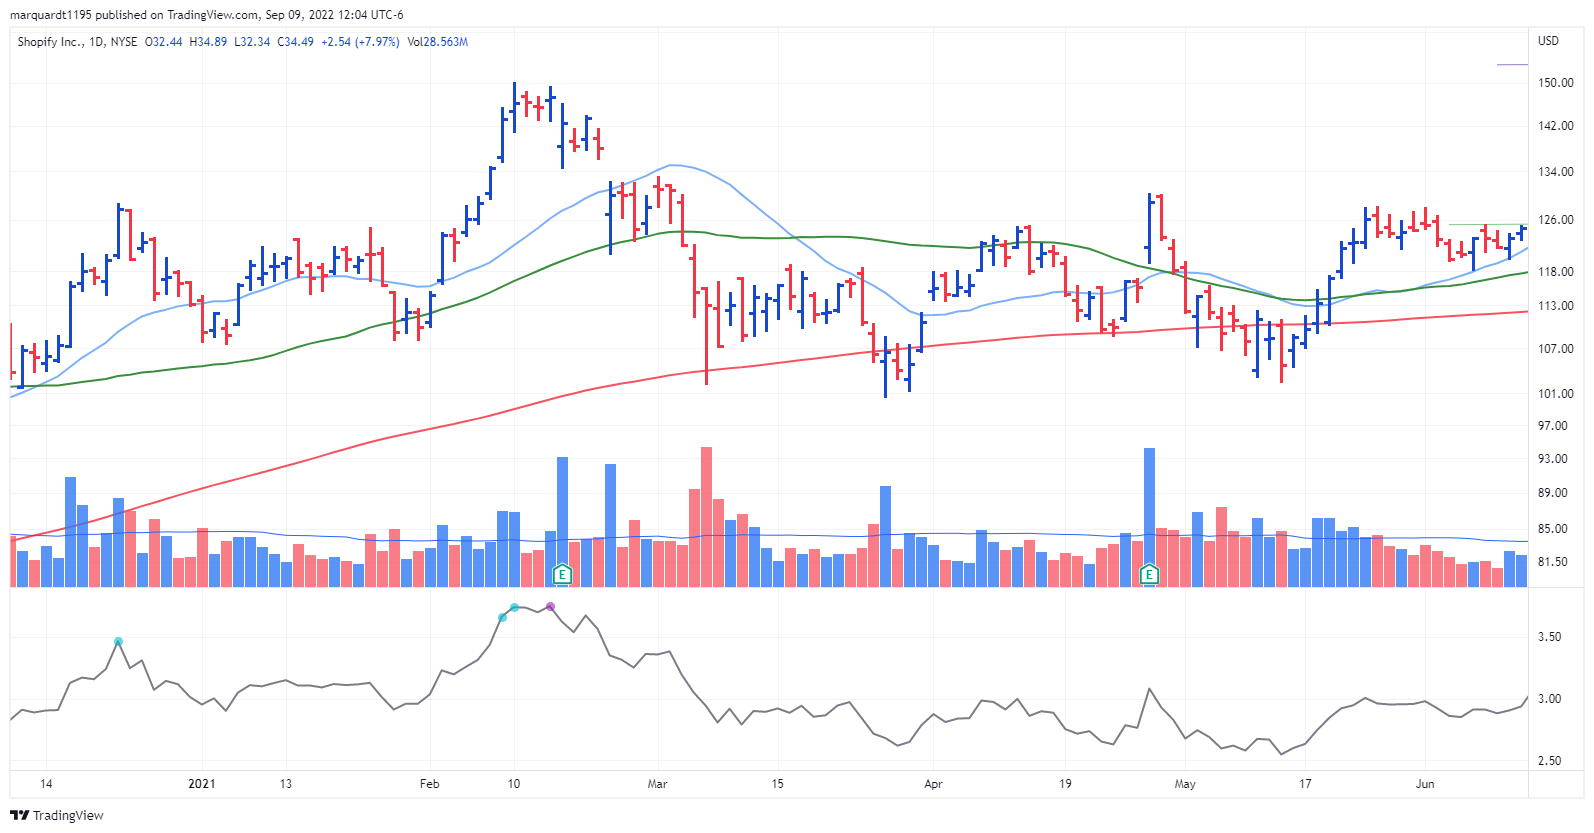 marquardt1195 published on TradingView.com, Sep 09, 2022 12:04 UTC-6
Shopify Inc., 1D, NYSE O32.44 H34.89 L32.34 C34.49 +2.54 (+7.97%) Vol28.563M
USD
150.00
142.00
134.00
126.00
118.00
113.00
107.00
101.00
97.00
93.00
89.00
85.00
81.50
E E
3.50
3.00
2.50
14 2021 13 Feb 10 Mar 15 Apr 19 May 17 Jun
TradingView